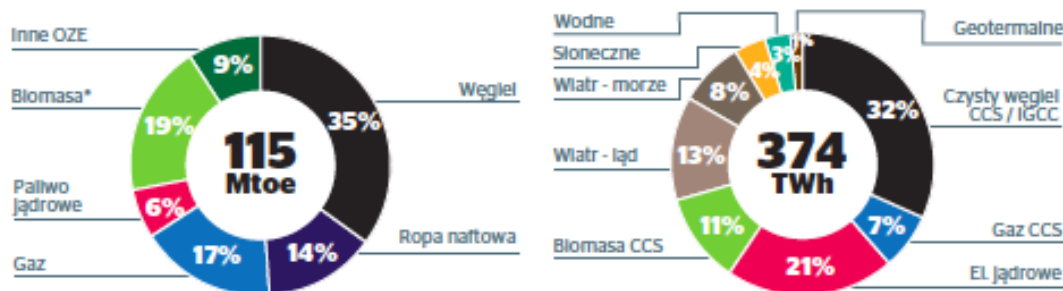 Inne OZE
9%
Biomasa*
19%
Węgiel
35%
115
Mtoe
Paliwo
jądrowe
6%
Gaz
17%
14%
Ropa naftowa
Wodne
Słoneczne
Wiatr - morze
Wiatr - ląd
Biomasa CCS
3%
4%
8%
13%
11%
374
TWh
Geotermalne
32%
Czysty węgiel
CCS / IGCC
7%
Gaz CCS
21%
El. jądrowe